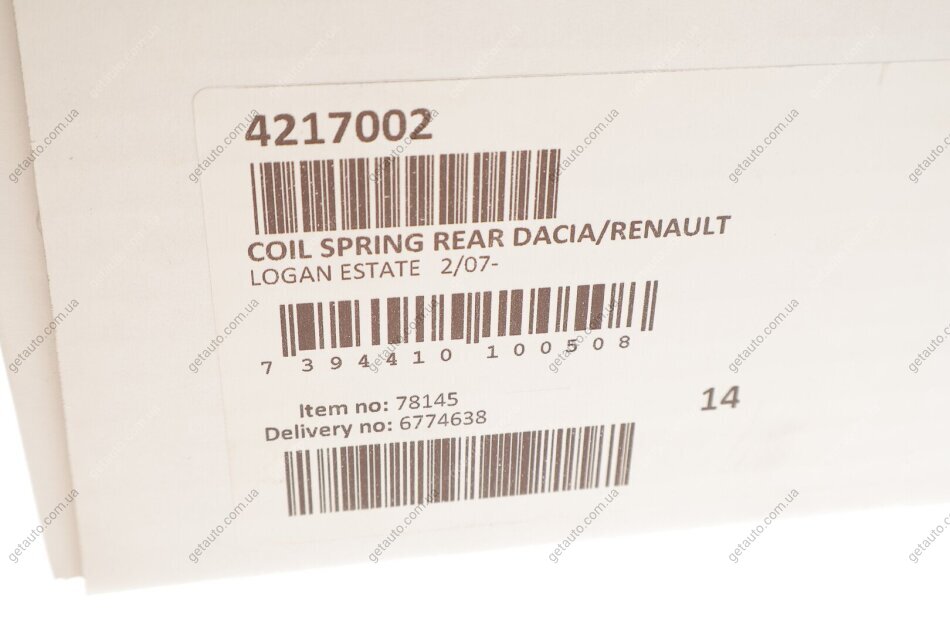 4217002
COIL SPRING REAR DACIA/RENAULT
LOGAN ESTATE 2/07-
7 394410 100508
Item no: 78145
14
Delivery no: 6774638
getauto.com.ua